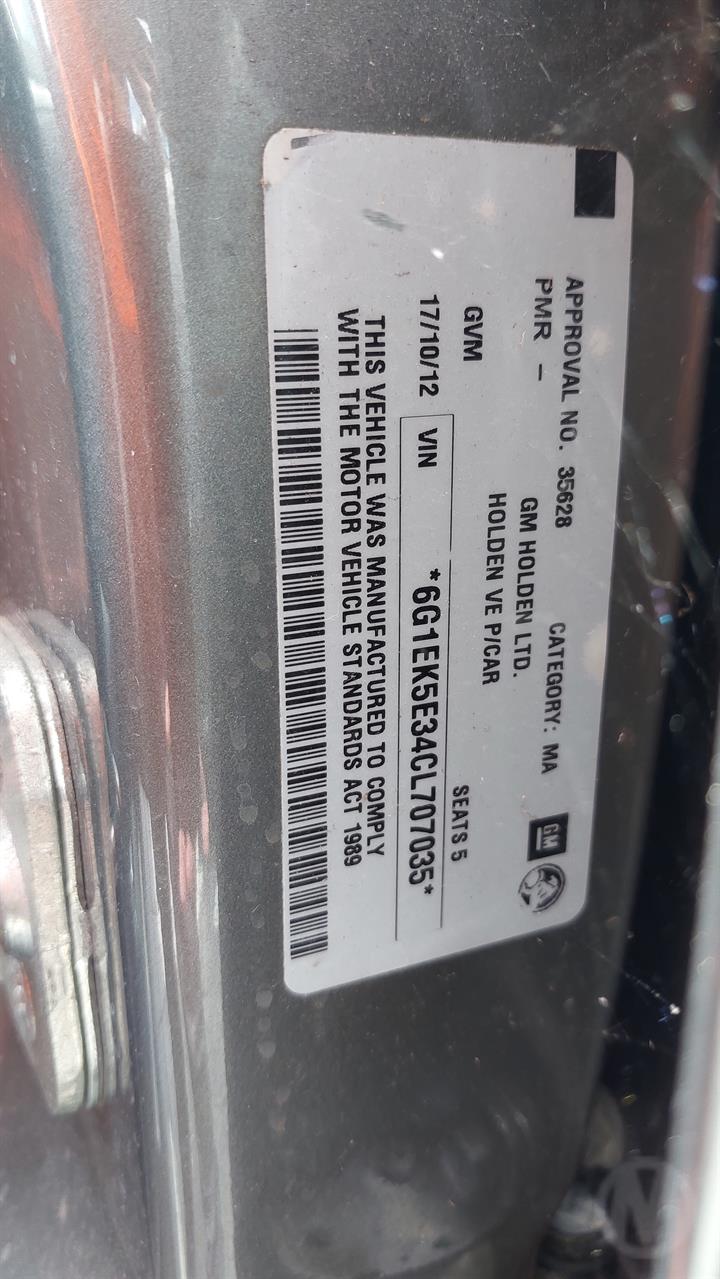 APPROVAL NO. 35628 CATEGORY: MA
PMR –
GM HOLDEN LTD.
HOLDEN VE P/CAR
GM
GVM SEATS 5
17/10/12 VIN *6G1EK5E34CL707035*
THIS VEHICLE WAS MANUFACTURED TO COMPLY
WITH THE MOTOR VEHICLE STANDARDS ACT 1989
M